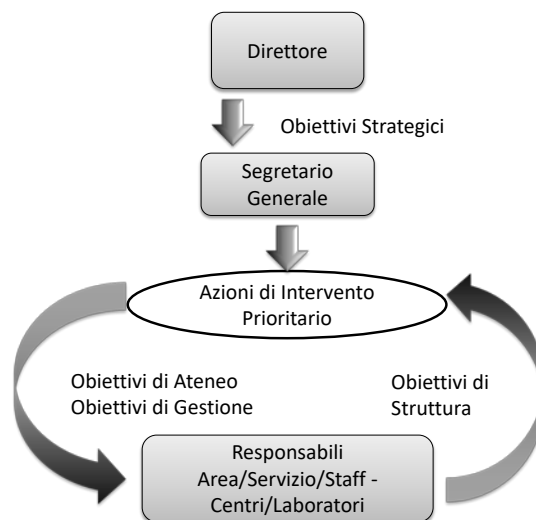 Direttore
Obiettivi Strategici
Segretario
Generale
Azioni di Intervento
Prioritario
Obiettivi di Ateneo
Obiettivi di Gestione
Obiettivi di
Struttura
Responsabili
Area/Servizio/Staff -
Centri/Laboratori